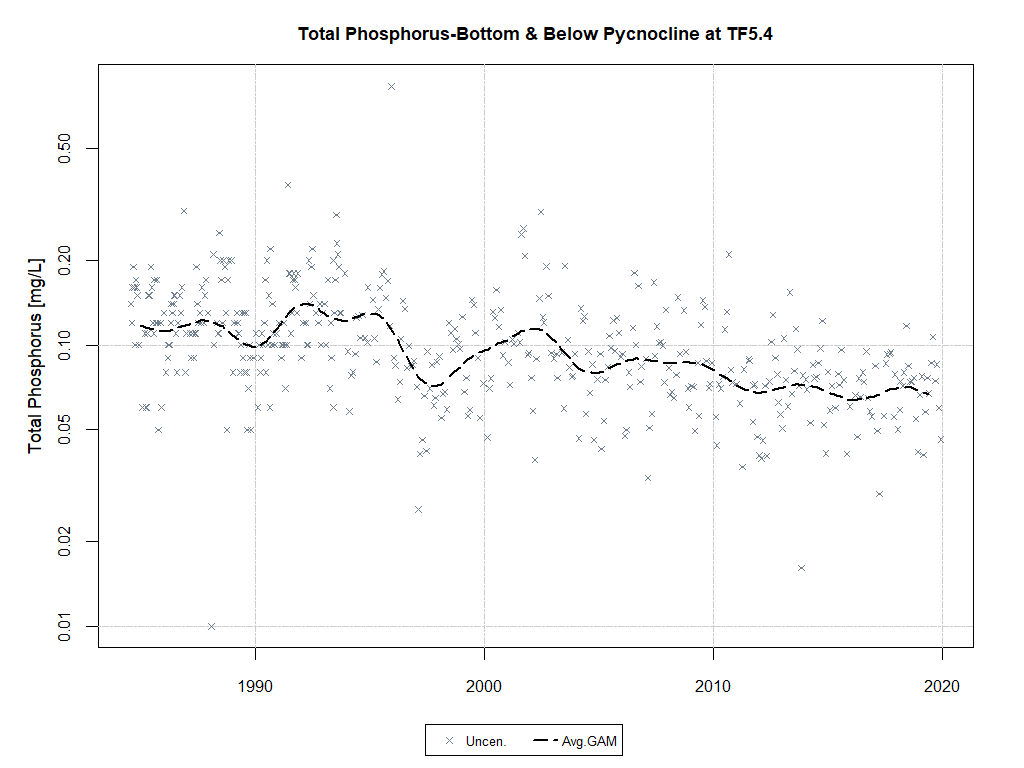 Total Phosphorus-Bottom & Below Pycnocline at TF5.4
Total Phosphorus [mg/L]
0.50
0.20
0.10
0.05
0.02
0.01
1990 2000 2010 2020
Uncen. Avg.GAM